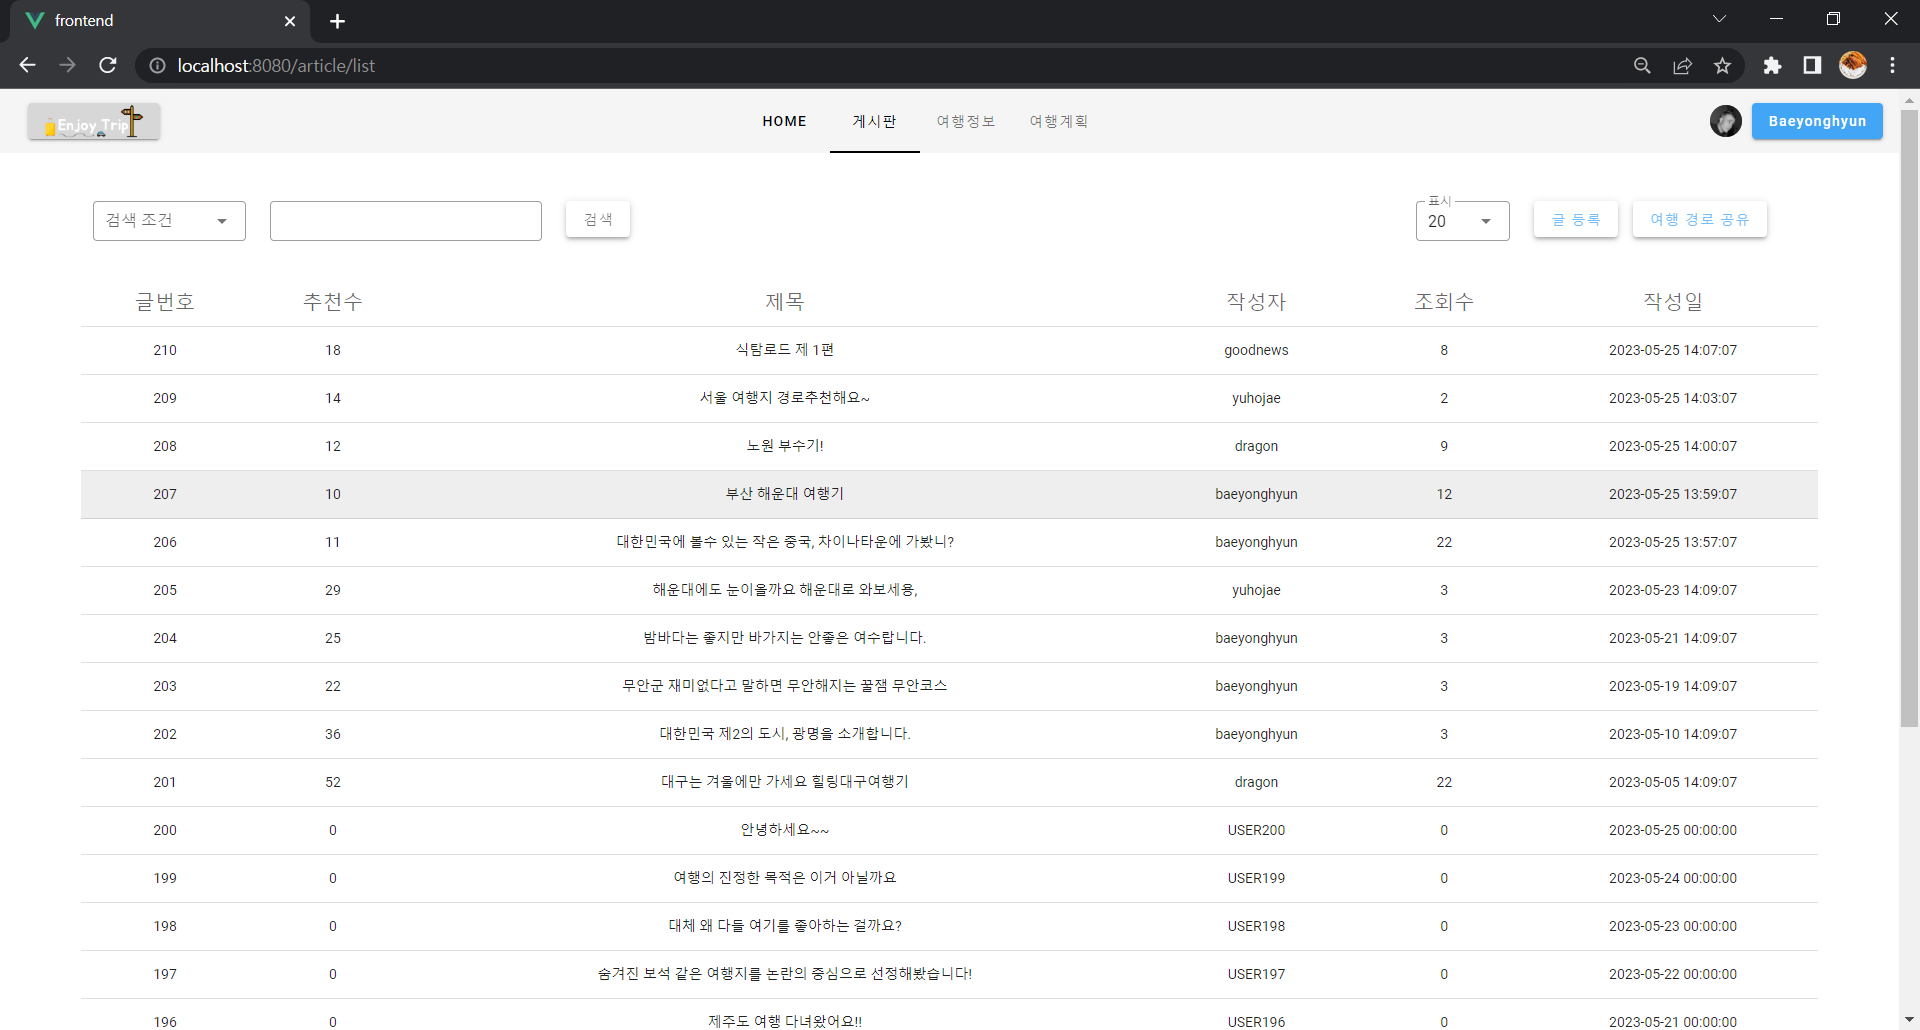 frontend
localhost:8080/article/list
Enjoy Trip
HOME 게시판 여행정보 여행계획
Baeyonghyun
검색 조건 검색 표시 20 글 등록 여행 경로 공유
글번호 추천수 제목 작성자 조회수 작성일
210 18 식탐로드 제 1편 goodnews 8 2023-05-25 14:07:07
209 14 서울 여행지 경로추천해요~ yuhojae 2 2023-05-25 14:03:07
208 12 노원 부수기! dragon 9 2023-05-25 14:00:07
207 10 부산 해운대 여행기 baeyonghyun 12 2023-05-25 13:59:07
206 11 대한민국에 볼수 있는 작은 중국, 차이나타운에 가봤니? baeyonghyun 22 2023-05-25 13:57:07
205 29 해운대에도 눈이올까요 해운대로 와보세용, yuhojae 3 2023-05-23 14:09:07
204 25 밤바다는 좋지만 바가지는 안좋은 여수랍니다. baeyonghyun 3 2023-05-21 14:09:07
203 22 무안군 재미없다고 말하면 무안해지는 꿀잼 무안코스 baeyonghyun 3 2023-05-19 14:09:07
202 36 대한민국 제2의 도시, 광명을 소개합니다. baeyonghyun 3 2023-05-10 14:09:07
201 52 대구는 겨울에만 가세요 힐링대구여행기 dragon 22 2023-05-05 14:09:07
200 0 안녕하세요~~ USER200 0 2023-05-25 00:00:00
199 0 여행의 진정한 목적은 이거 아닐까요 USER199 0 2023-05-24 00:00:00
198 0 대체 왜 다들 여기를 좋아하는 걸까요? USER198 0 2023-05-23 00:00:00
197 0 숨겨진 보석 같은 여행지를 논란의 중심으로 선정해봤습니다! USER197 0 2023-05-22 00:00:00
196 0 제주도 여행 다녀왔어요!! USER196 0 2023-05-21 00:00:00